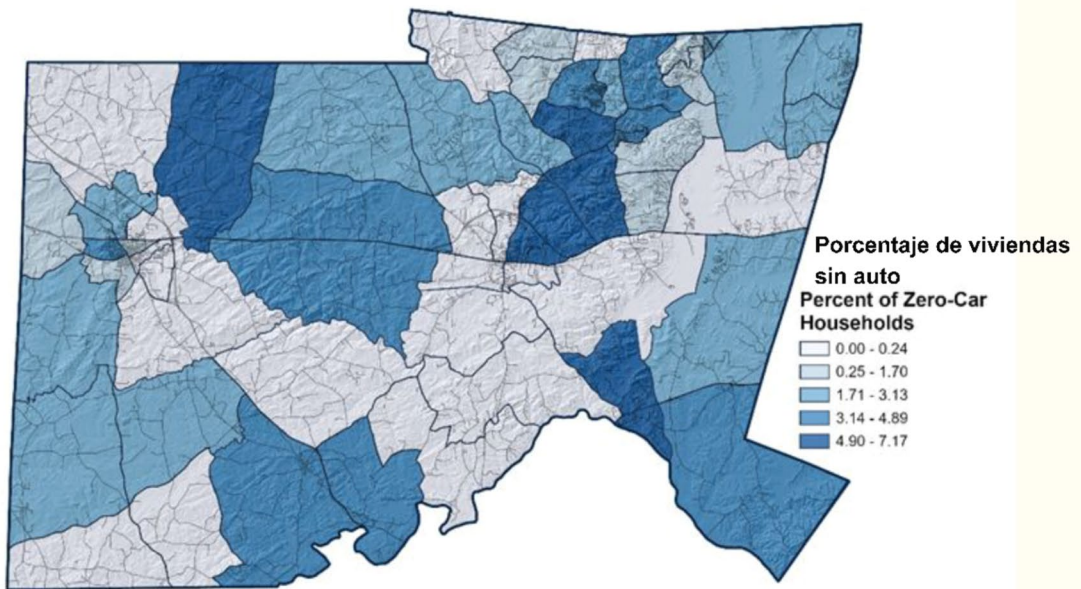 Porcentaje de viviendas
sin auto
Percent of Zero-Car
Households
0.00 - 0.24
0.25 - 1.70
1.71 - 3.13
3.14 - 4.89
4.90 - 7.17